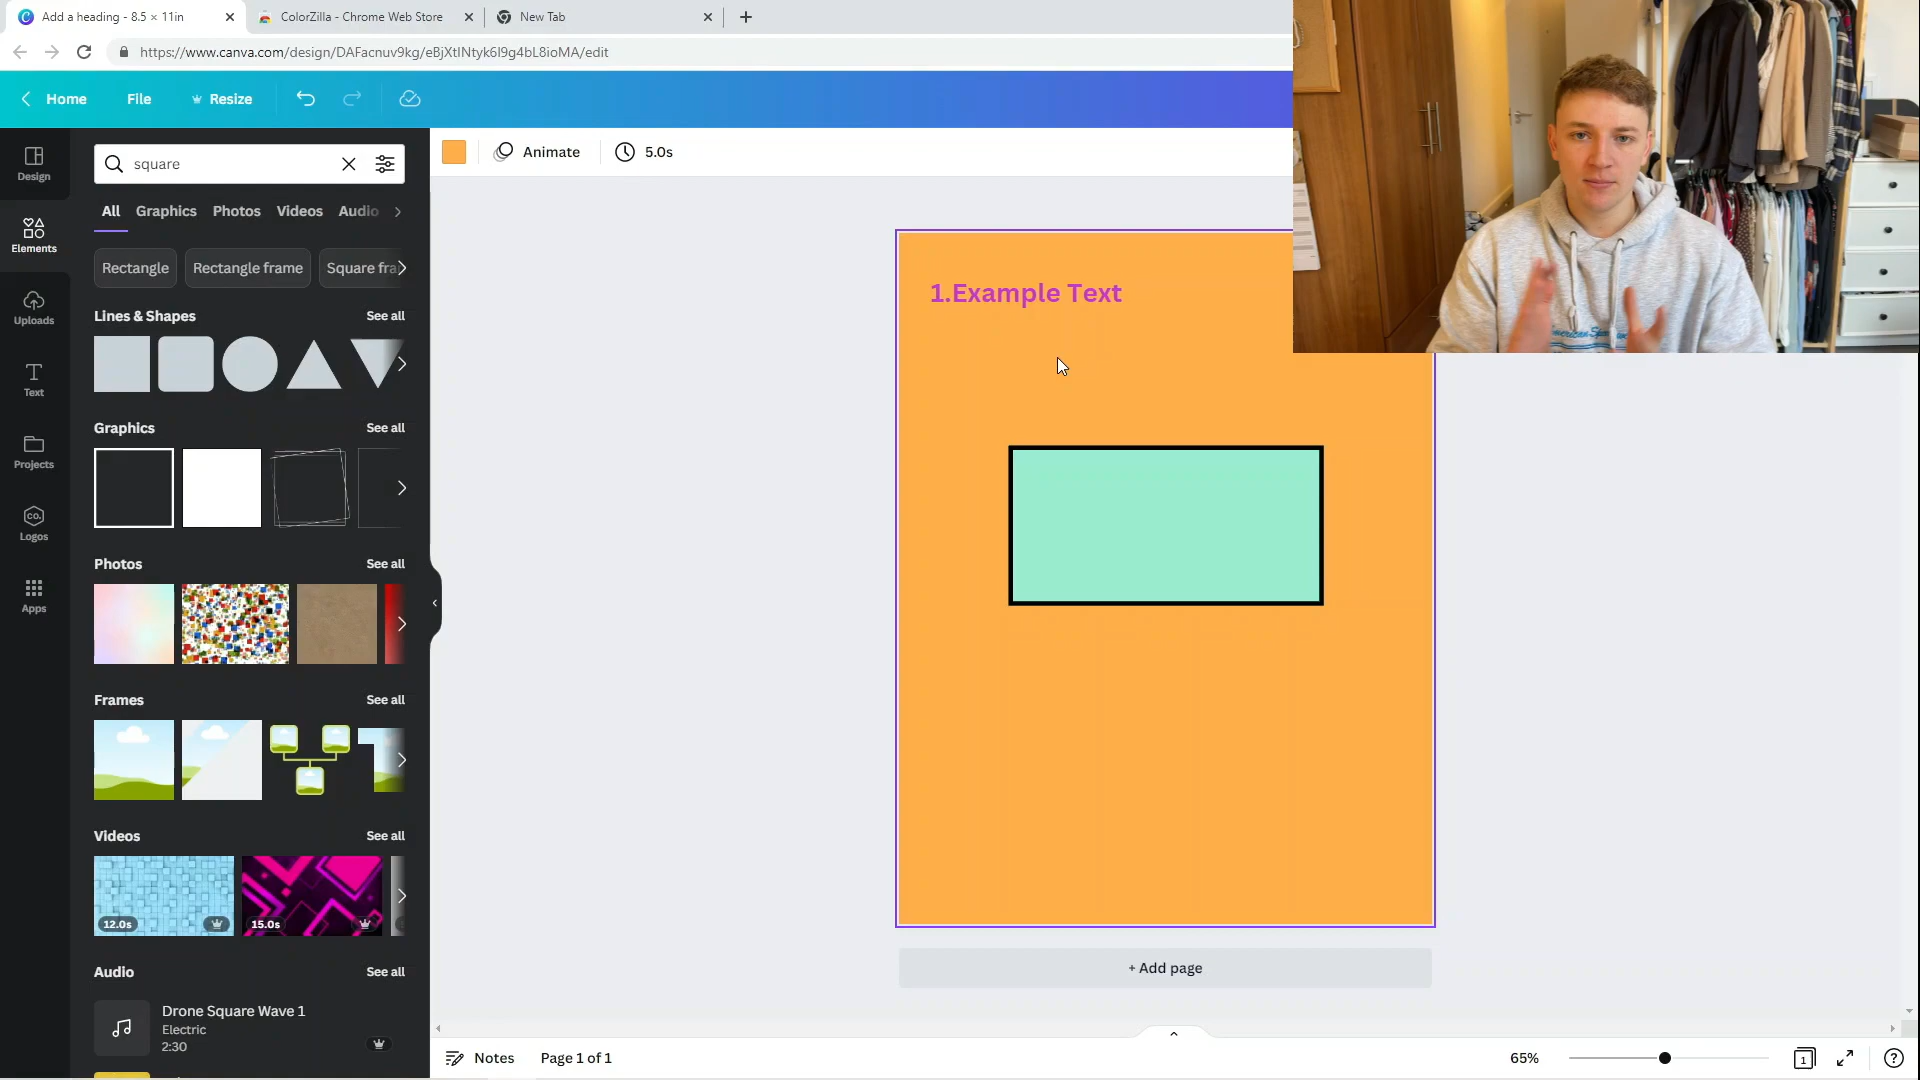 Add a heading - 8.5 × 11in
ColorZilla - Chrome Web Store
New Tab
https://www.canva.com/design/DAFacnuv9kg/eBjXtlNtyk6l9g4bL8ioMA/edit
Home
File
Resize
Animate
5.0s
Design
Elements
Uploads
Text
Projects
CO.
Logos
Apps
square
All
Graphics
Photos
Videos
Audio
Rectangle
Rectangle frame
Square fra
Lines & Shapes
See all
Graphics
See all
Photos
See all
Frames
See all
Videos
See all
12.0s
15.0s
Audio
See all
Drone Square Wave 1
Electric
2:30
1.Example Text
+ Add page
Notes
Page 1 of 1
65%
1
?